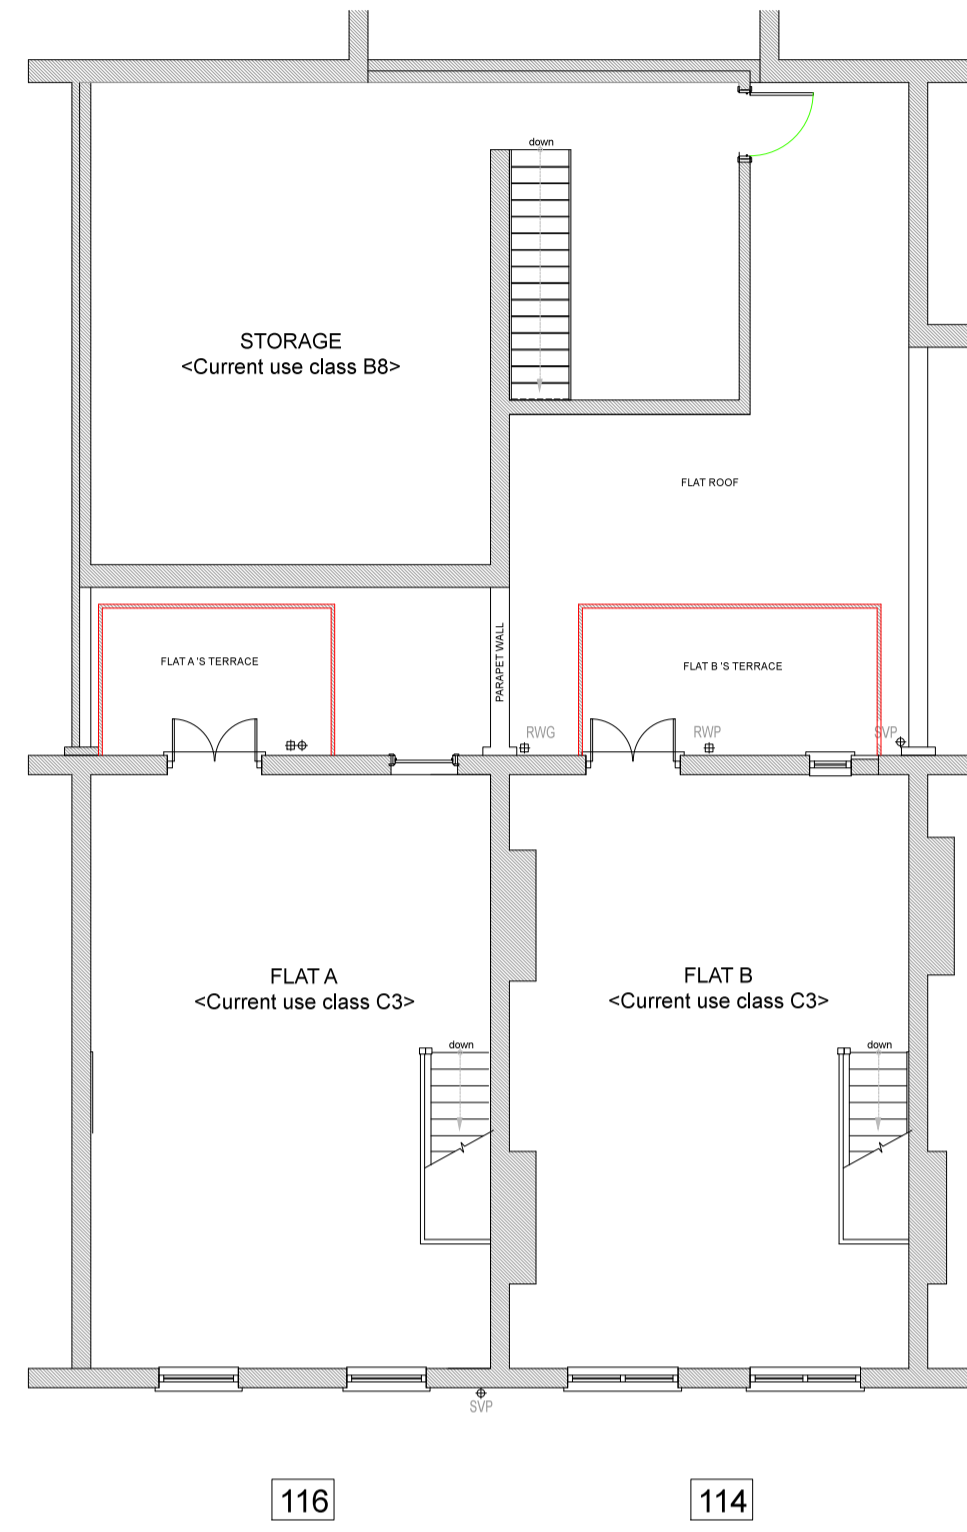 down
STORAGE
<Current use class B8>
FLAT ROOF
FLAT A 'S TERRACE
PARAPET WALL
FLAT B 'S TERRACE
RWG
RWP
SVP
FLAT A
<Current use class C3>
FLAT B
<Current use class C3>
down
down
SVP
116
114